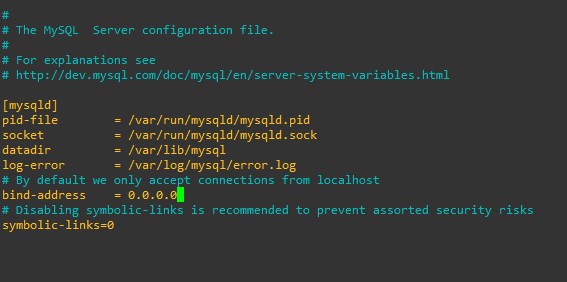 #
# The MySQL  Server configuration file.
#
# For explanations see
# http://dev.mysql.com/doc/mysql/en/server-system-variables.html

[mysqld]
pid-file        = /var/run/mysqld/mysqld.pid
socket          = /var/run/mysqld/mysqld.sock
datadir         = /var/lib/mysql
log-error       = /var/log/mysql/error.log
# By default we only accept connections from localhost
bind-address    = 0.0.0.0
# Disabling symbolic-links is recommended to prevent assorted security risks
symbolic-links=0